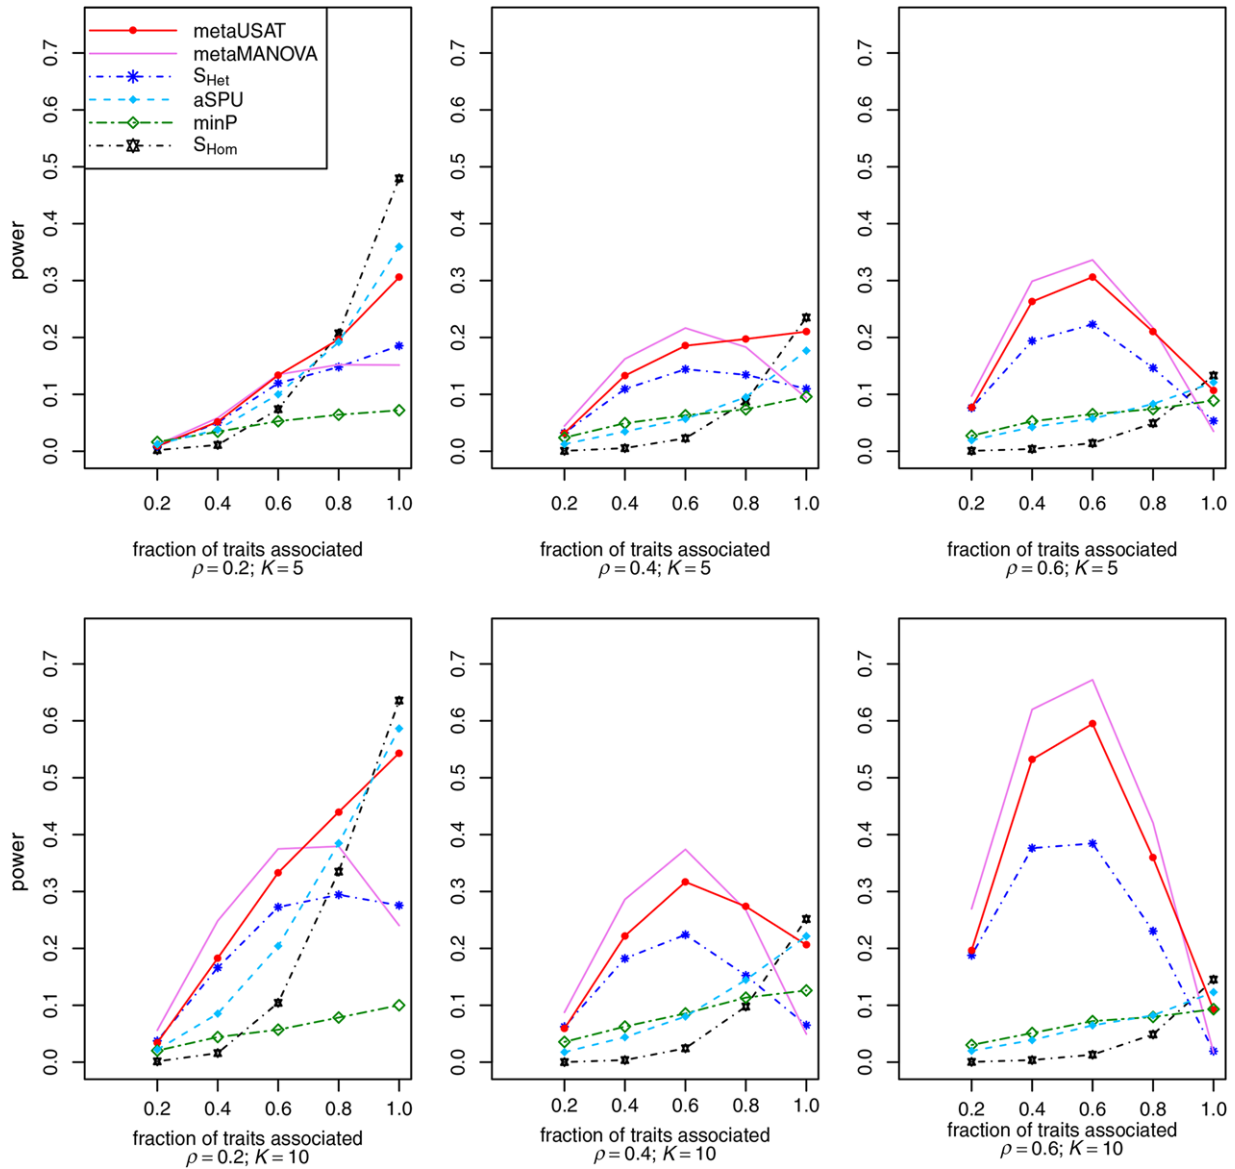 metaUSAT
metaMANOVA
S_Het
aSPU
minP
S_Hom
power
0.0 0.1 0.2 0.3 0.4 0.5 0.6 0.7
0.2 0.4 0.6 0.8 1.0
fraction of traits associated
ρ = 0.2; K = 5
0.0 0.1 0.2 0.3 0.4 0.5 0.6 0.7
0.2 0.4 0.6 0.8 1.0
fraction of traits associated
ρ = 0.4; K = 5
0.0 0.1 0.2 0.3 0.4 0.5 0.6 0.7
0.2 0.4 0.6 0.8 1.0
fraction of traits associated
ρ = 0.6; K = 5
power
0.0 0.1 0.2 0.3 0.4 0.5 0.6 0.7
0.2 0.4 0.6 0.8 1.0
fraction of traits associated
ρ = 0.2; K = 10
0.0 0.1 0.2 0.3 0.4 0.5 0.6 0.7
0.2 0.4 0.6 0.8 1.0
fraction of traits associated
ρ = 0.4; K = 10
0.0 0.1 0.2 0.3 0.4 0.5 0.6 0.7
0.2 0.4 0.6 0.8 1.0
fraction of traits associated
ρ = 0.6; K = 10